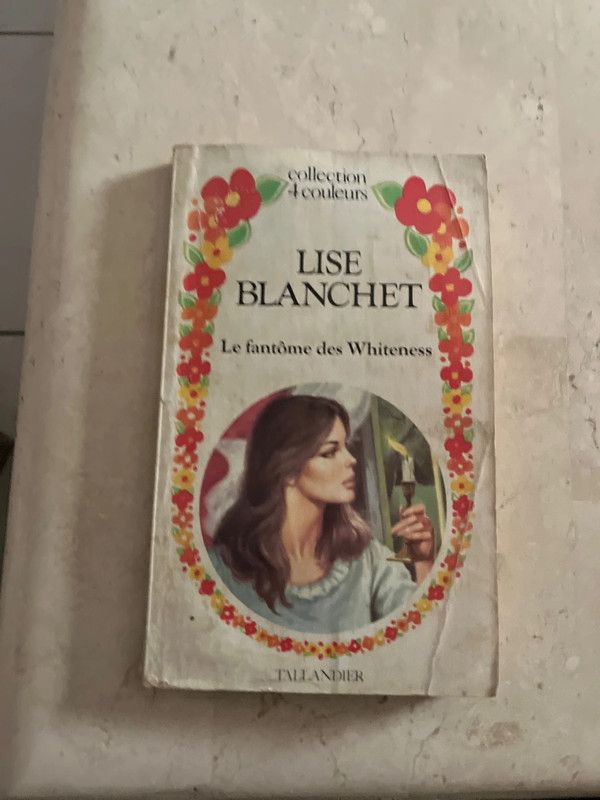 collection
4 couleurs
LISE
BLANCHET
Le fantôme des Whiteness
TALLANDIER